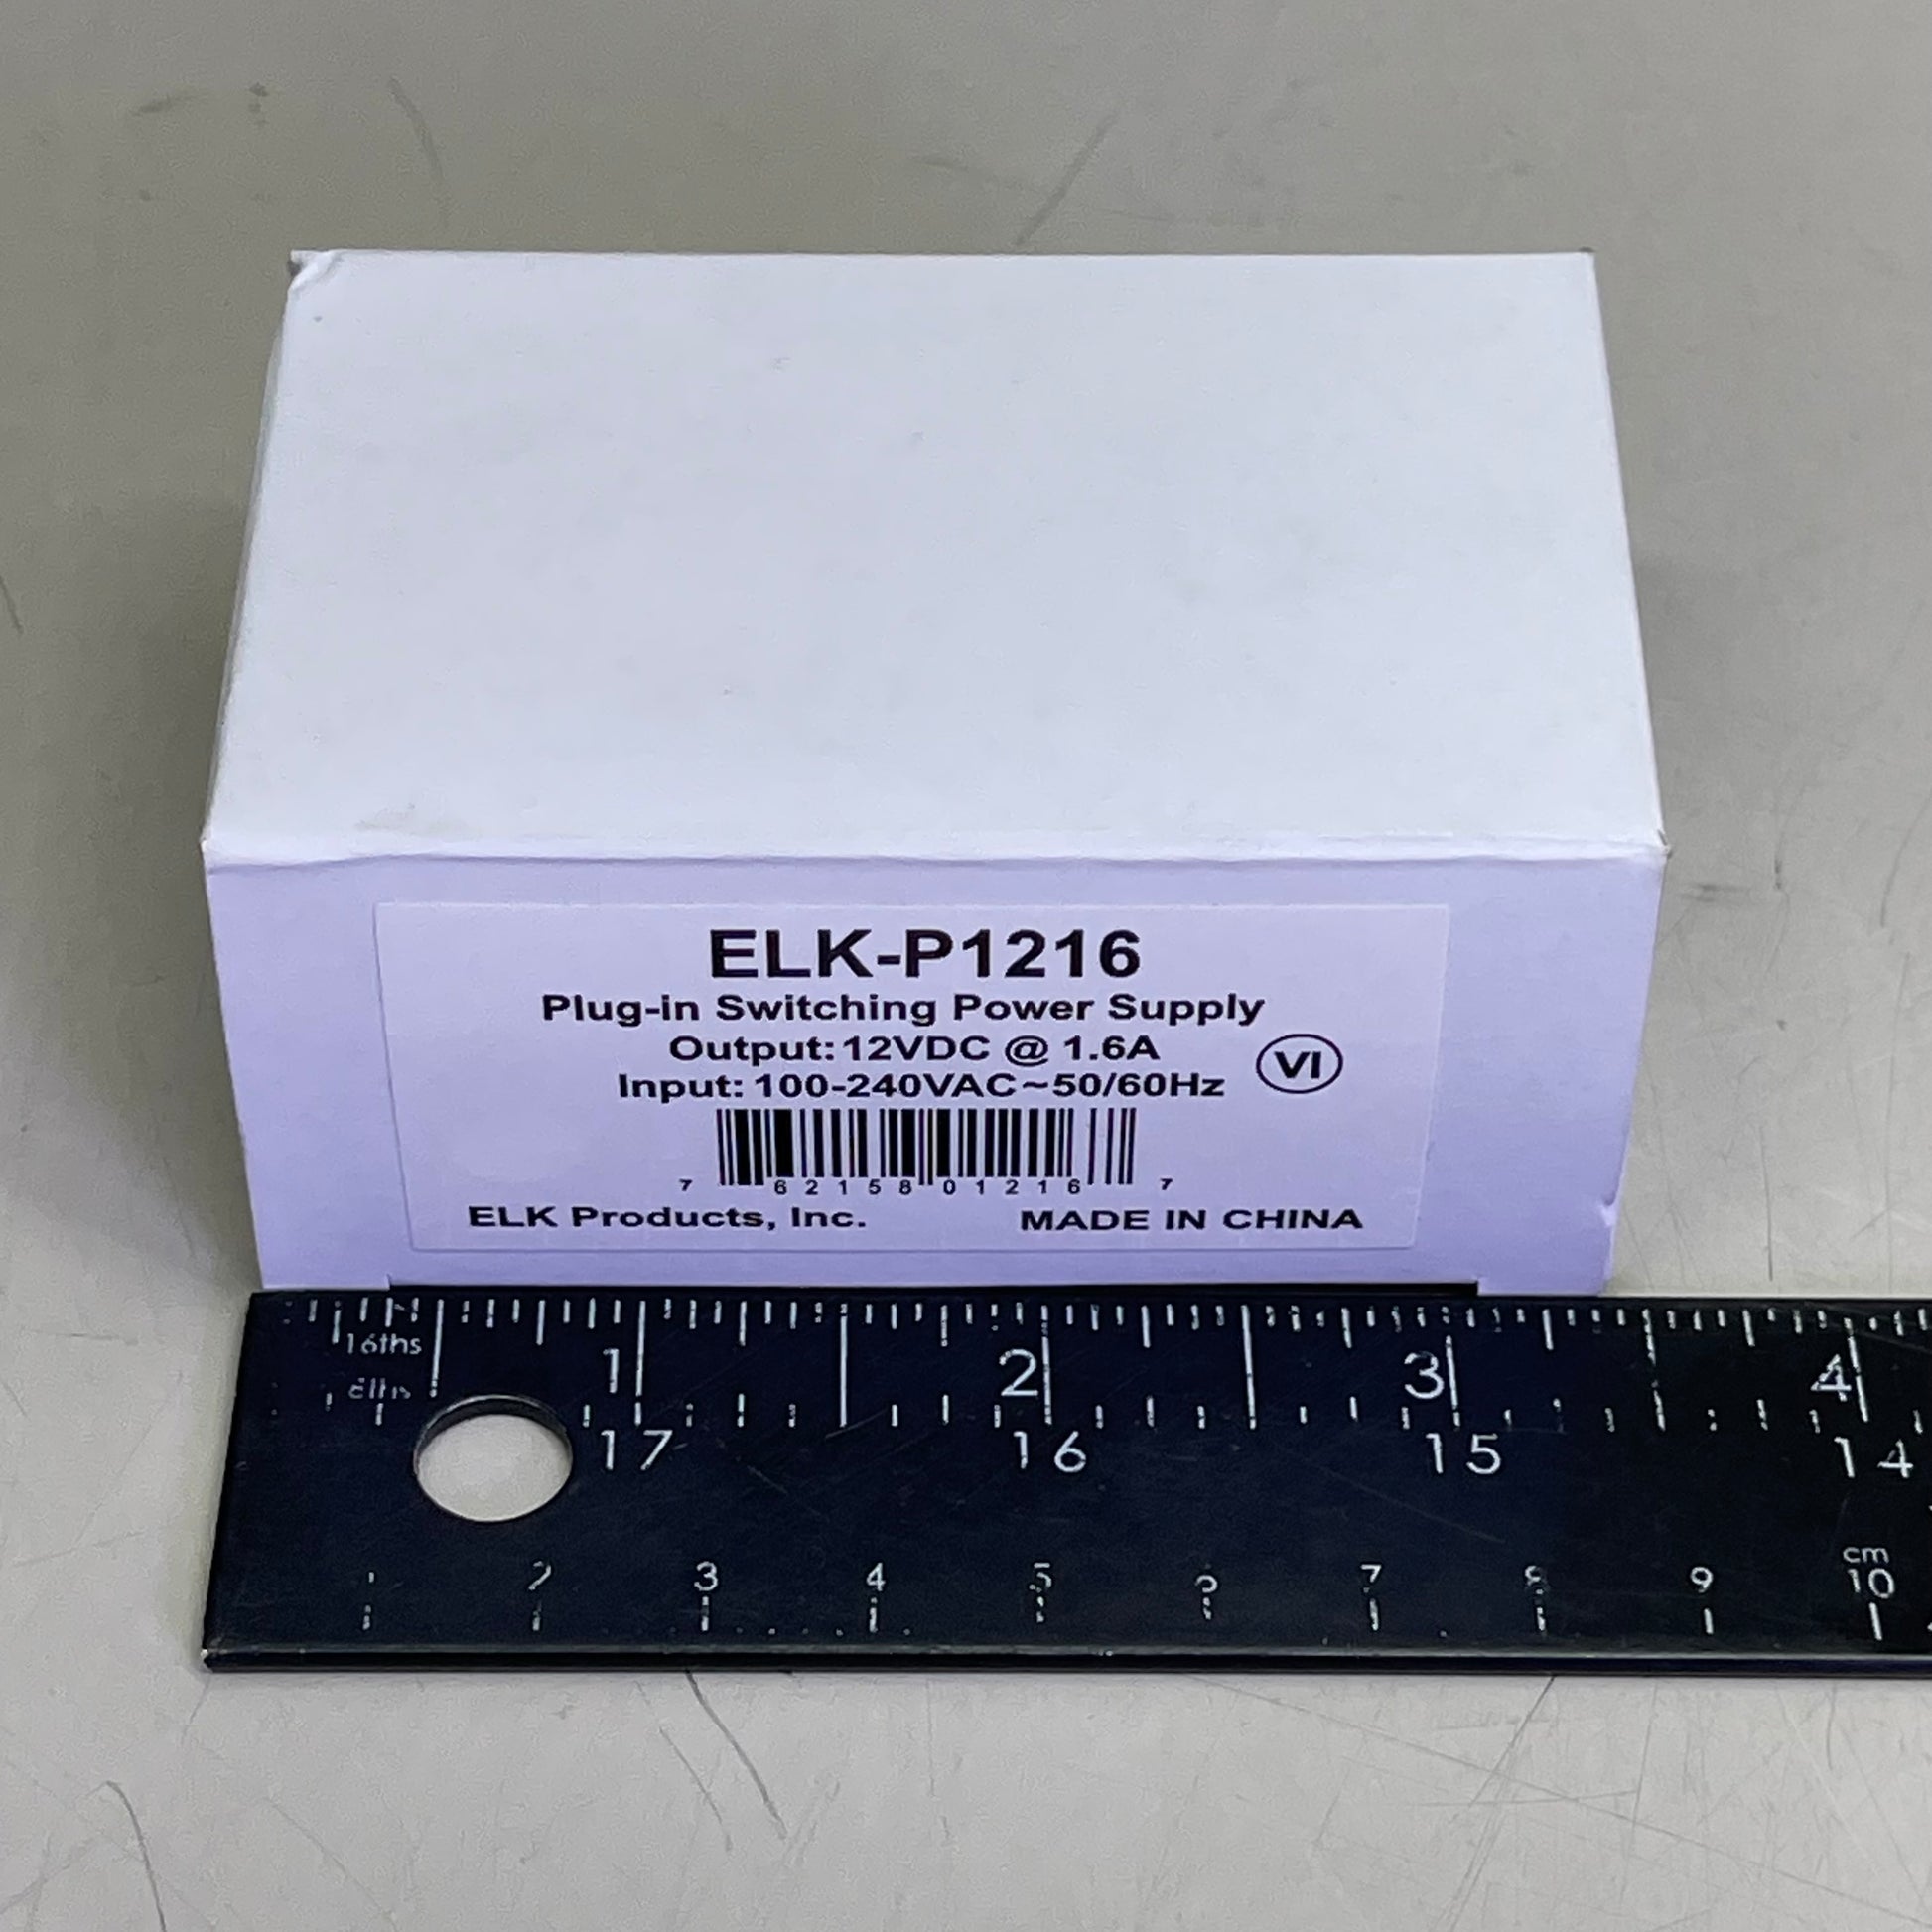 ELK-P1216
Plug-in Switching Power Supply
Output: 12VDC @ 1.6A
Input: 100-240VAC~50/60Hz
VI
7 62158 01216 7
ELK Products, Inc. MADE IN CHINA
16ths
1 2 3 4
17 16 15 14
cm
2 3 4 5 7 9 10